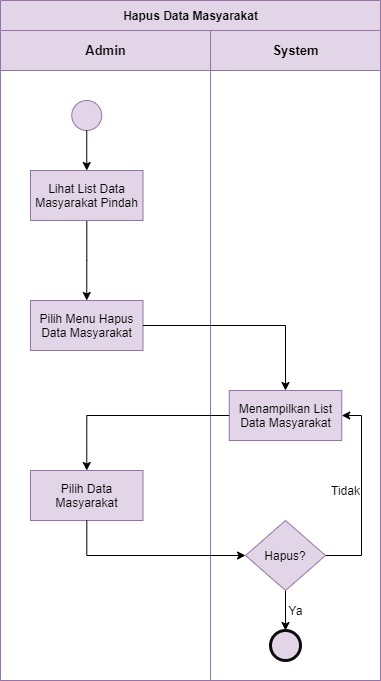 Hapus Data Masyarakat
Admin
System
Lihat List Data
Masyarakat Pindah
Pilih Menu Hapus
Data Masyarakat
Menampilkan List
Data Masyarakat
Pilih Data
Masyarakat
Tidak
Hapus?
Ya